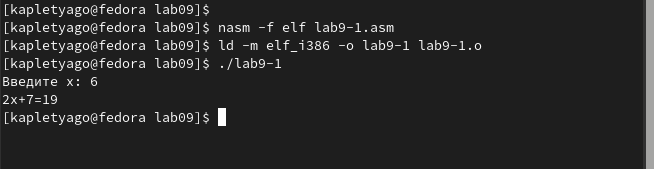 [kapletyago@fedora lab09]$
[kapletyago@fedora lab09]$ nasm -f elf lab9-1.asm
[kapletyago@fedora lab09]$ ld -m elf_i386 -o lab9-1 lab9-1.o
[kapletyago@fedora lab09]$ ./lab9-1
Введите x: 6
2x+7=19
[kapletyago@fedora lab09]$